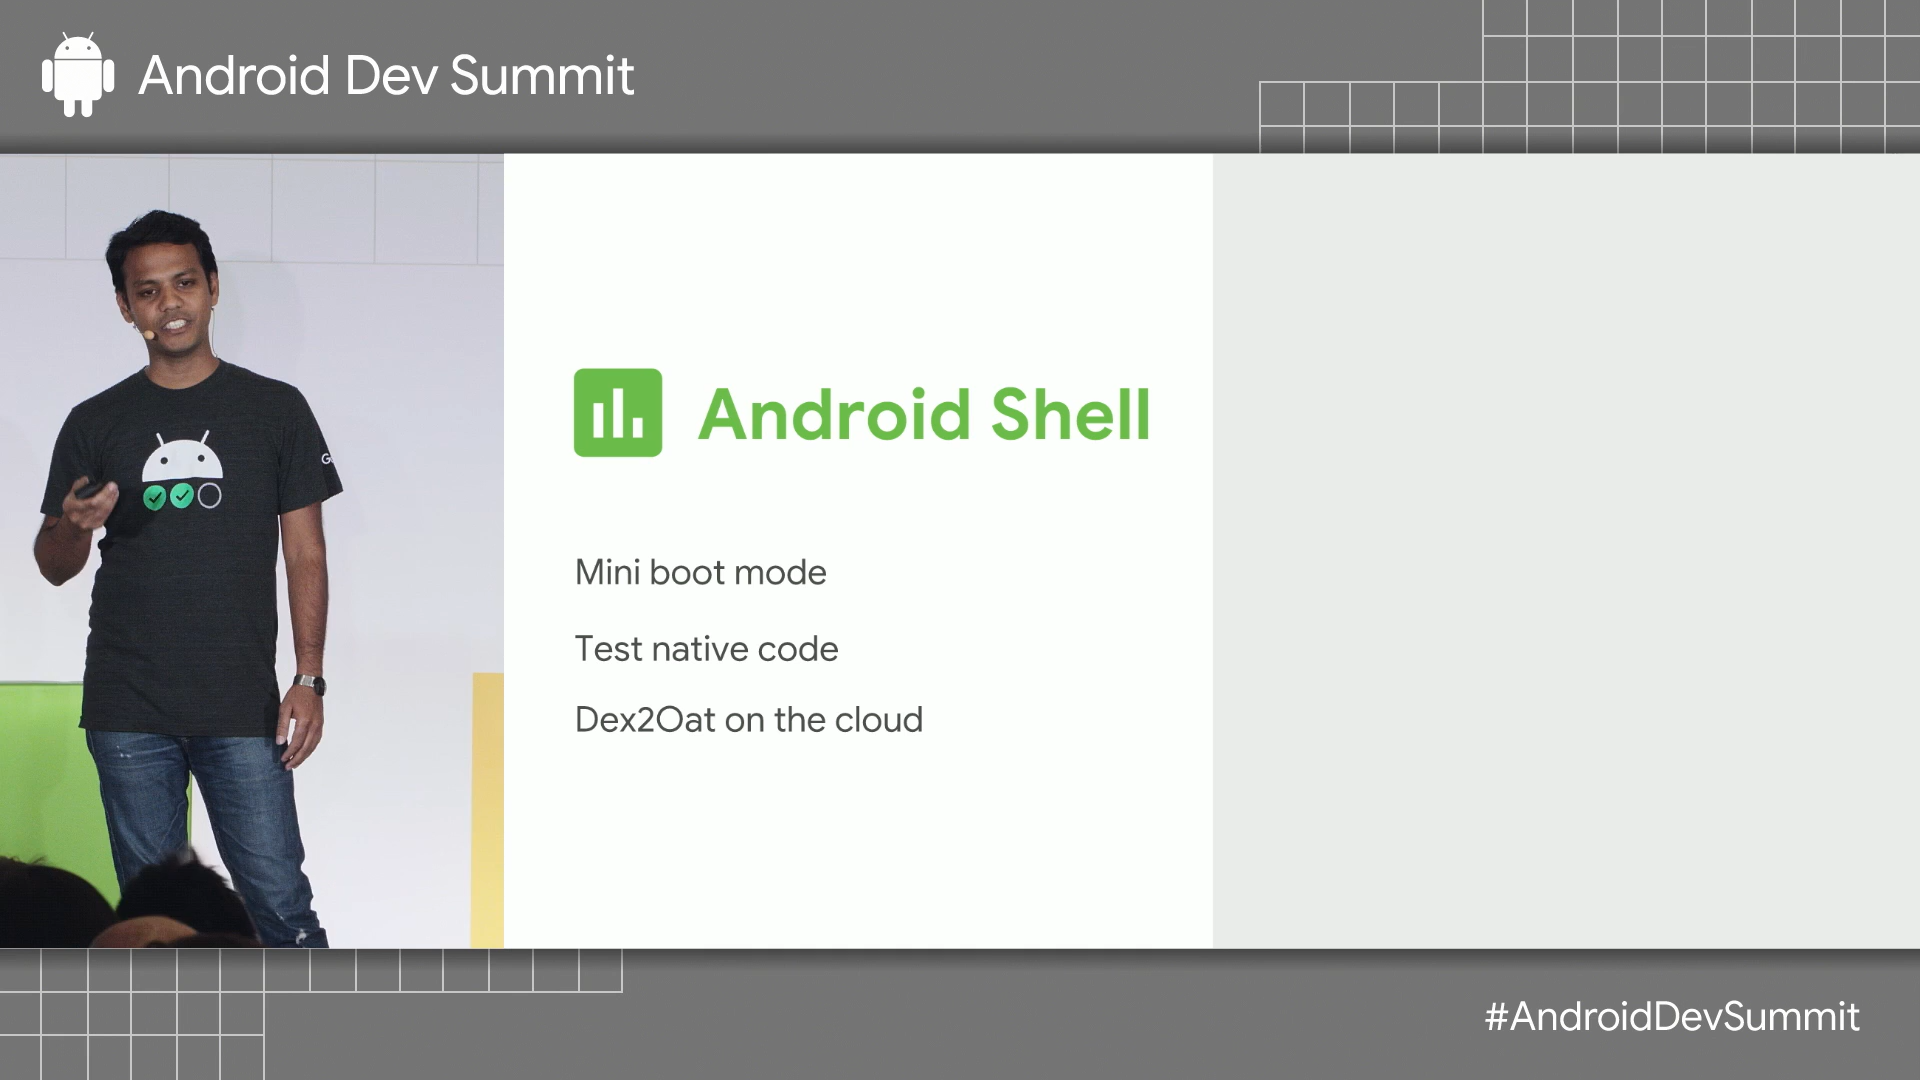 Android Dev Summit
Android Shell
Mini boot mode
Test native code
Dex2Oat on the cloud
#AndroidDevSummit